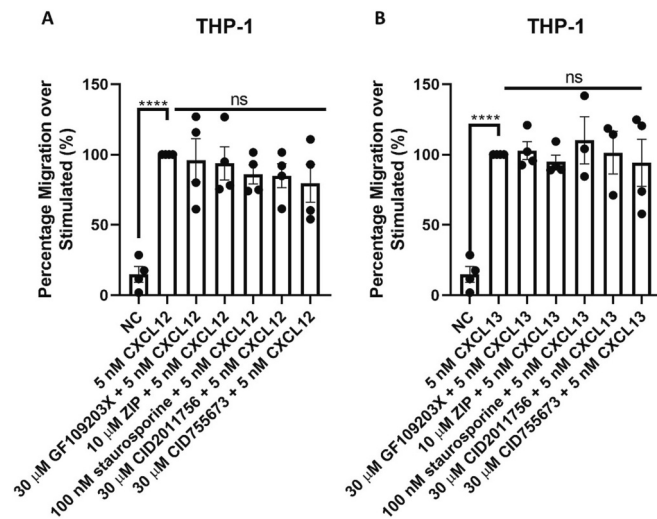 A
THP-1
Percentage Migration over
Stimulated (%)
150
100
50
0
****
ns
NC
5 nM CXCL12
30 μM GF109203X + 5 nM CXCL12
10 μM ZIP + 5 nM CXCL12
100 nM staurosporine + 5 nM CXCL12
30 μM CID2011756 + 5 nM CXCL12
30 μM CID755673 + 5 nM CXCL12
B
THP-1
Percentage Migration over
Stimulated (%)
150
100
50
0
****
ns
NC
5 nM CXCL13
30 μM GF109203X + 5 nM CXCL13
10 μM ZIP + 5 nM CXCL13
100 nM staurosporine + 5 nM CXCL13
30 μM CID2011756 + 5 nM CXCL13
30 μM CID755673 + 5 nM CXCL13